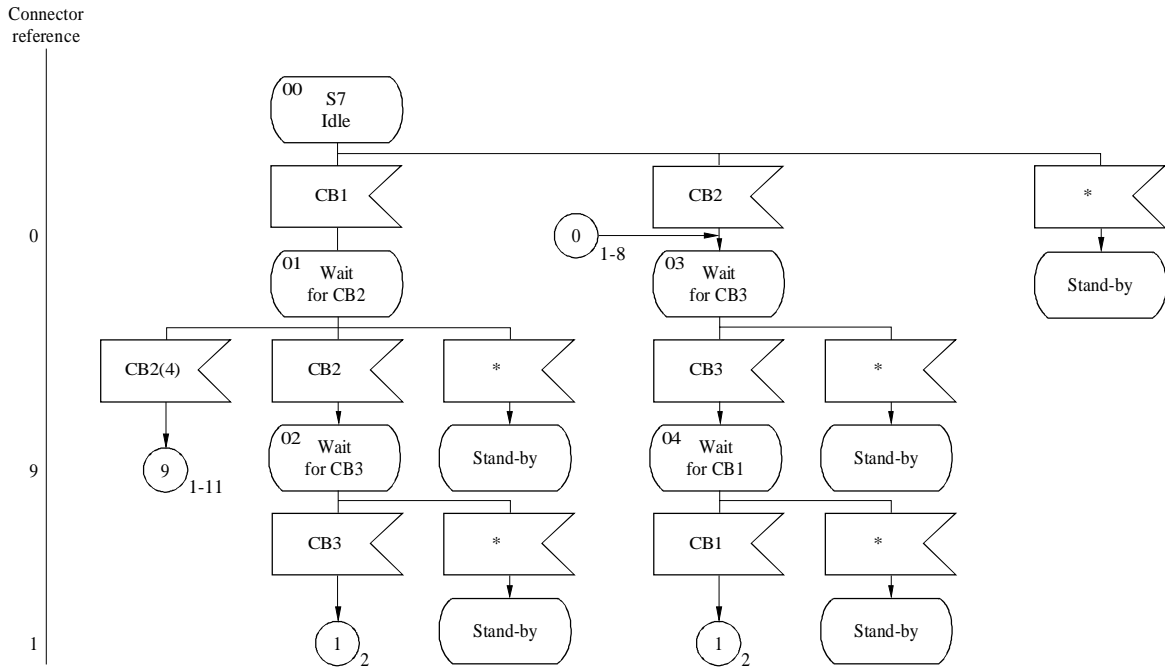 Connector
reference
00
S7
Idle
CB1
CB2
*
0
0
1-8
01
Wait
for CB2
03
Wait
for CB3
Stand-by
CB2(4)
CB2
*
CB3
*
02
Wait
for CB3
Stand-by
04
Wait
for CB1
Stand-by
9
9
1-11
CB3
*
CB1
*
1
1
2
Stand-by
1
2
Stand-by